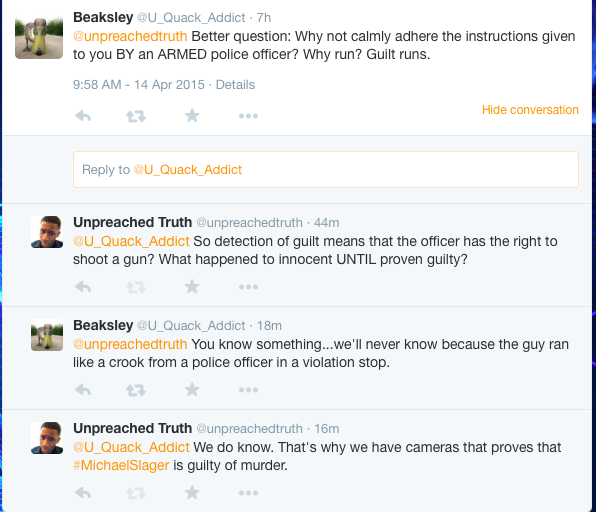 Beaksley @U_Quack_Addict · 7h
@unpreachedtruth Better question: Why not calmly adhere the instructions given
to you BY an ARMED police officer? Why run? Guilt runs.
9:58 AM - 14 Apr 2015 · Details
Hide conversation
Reply to @U_Quack_Addict
Unpreached Truth @unpreachedtruth · 44m
@U_Quack_Addict So detection of guilt means that the officer has the right to
shoot a gun? What happened to innocent UNTIL proven guilty?
Beaksley @U_Quack_Addict · 18m
@unpreachedtruth You know something...we'll never know because the guy ran
like a crook from a police officer in a violation stop.
Unpreached Truth @unpreachedtruth · 16m
@U_Quack_Addict We do know. That's why we have cameras that proves that
#MichaelSlager is guilty of murder.